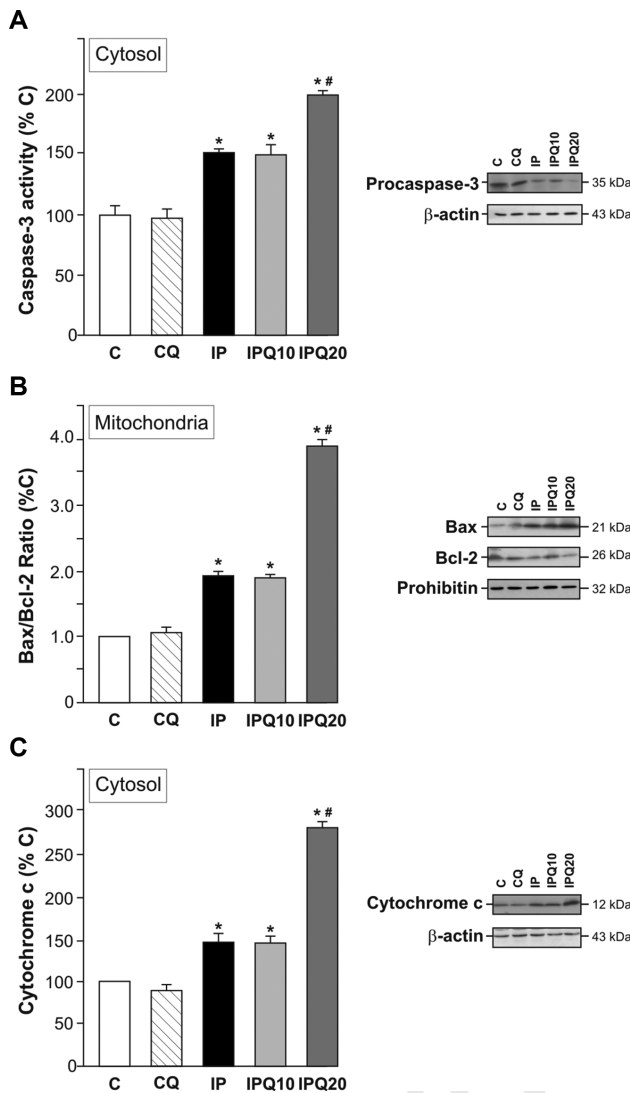 A
Cytosol
Caspase-3 activity (% C)
200
150
100
50
0
* * * #
C CQ IP IPQ10 IPQ20
C CQ IP IPQ10 IPQ20
Procaspase-3 35 kDa
β-actin 43 kDa
B
Mitochondria
Bax/Bcl-2 Ratio (%C)
4.0
3.0
2.0
1.0
0
* * * #
C CQ IP IPQ10 IPQ20
C CQ IP IPQ10 IPQ20
Bax 21 kDa
Bcl-2 26 kDa
Prohibitin 32 kDa
C
Cytosol
Cytochrome c (% C)
300
250
200
150
100
50
0
* * * #
C CQ IP IPQ10 IPQ20
C CQ IP IPQ10 IPQ20
Cytochrome c 12 kDa
β-actin 43 kDa